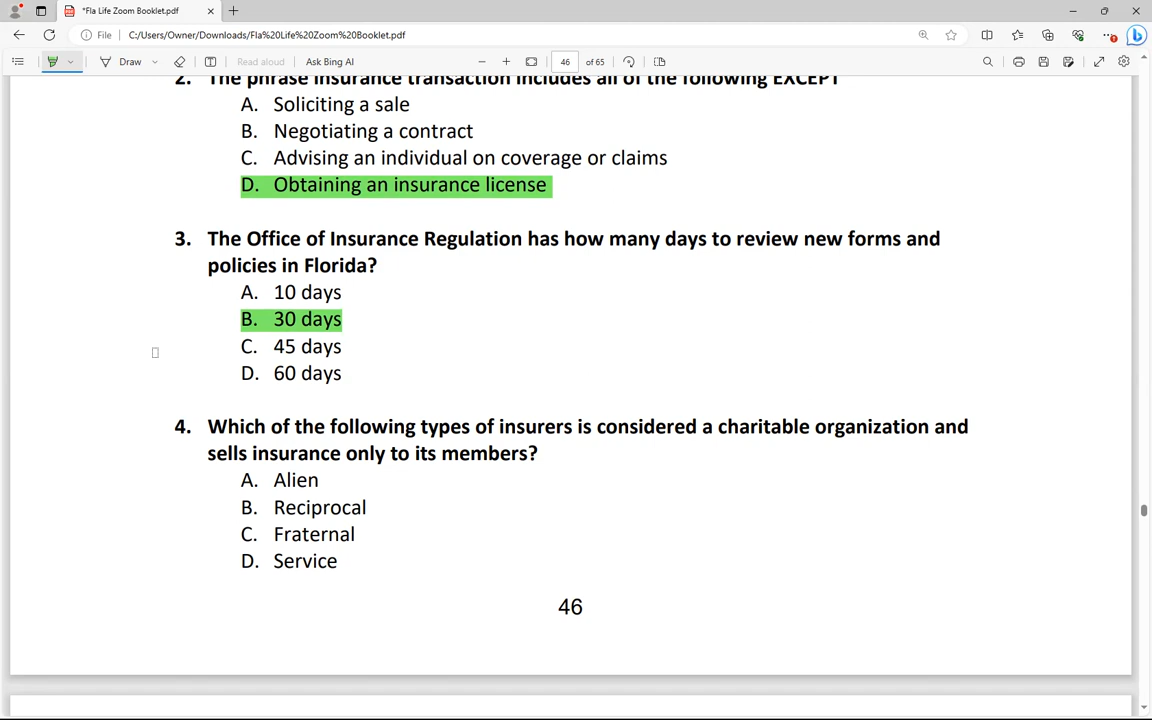 *Fla Life Zoom Booklet.pdf
File C:/Users/Owner/Downloads/Fla%20Life%20Zoom%20Booklet.pdf
Draw Read aloud Ask Bing AI 46 of 65
2. The phrase insurance transaction includes all of the following EXCEPT
A. Soliciting a sale
B. Negotiating a contract
C. Advising an individual on coverage or claims
D. Obtaining an insurance license
3. The Office of Insurance Regulation has how many days to review new forms and
policies in Florida?
A. 10 days
B. 30 days
C. 45 days
D. 60 days
4. Which of the following types of insurers is considered a charitable organization and
sells insurance only to its members?
A. Alien
B. Reciprocal
C. Fraternal
D. Service
46